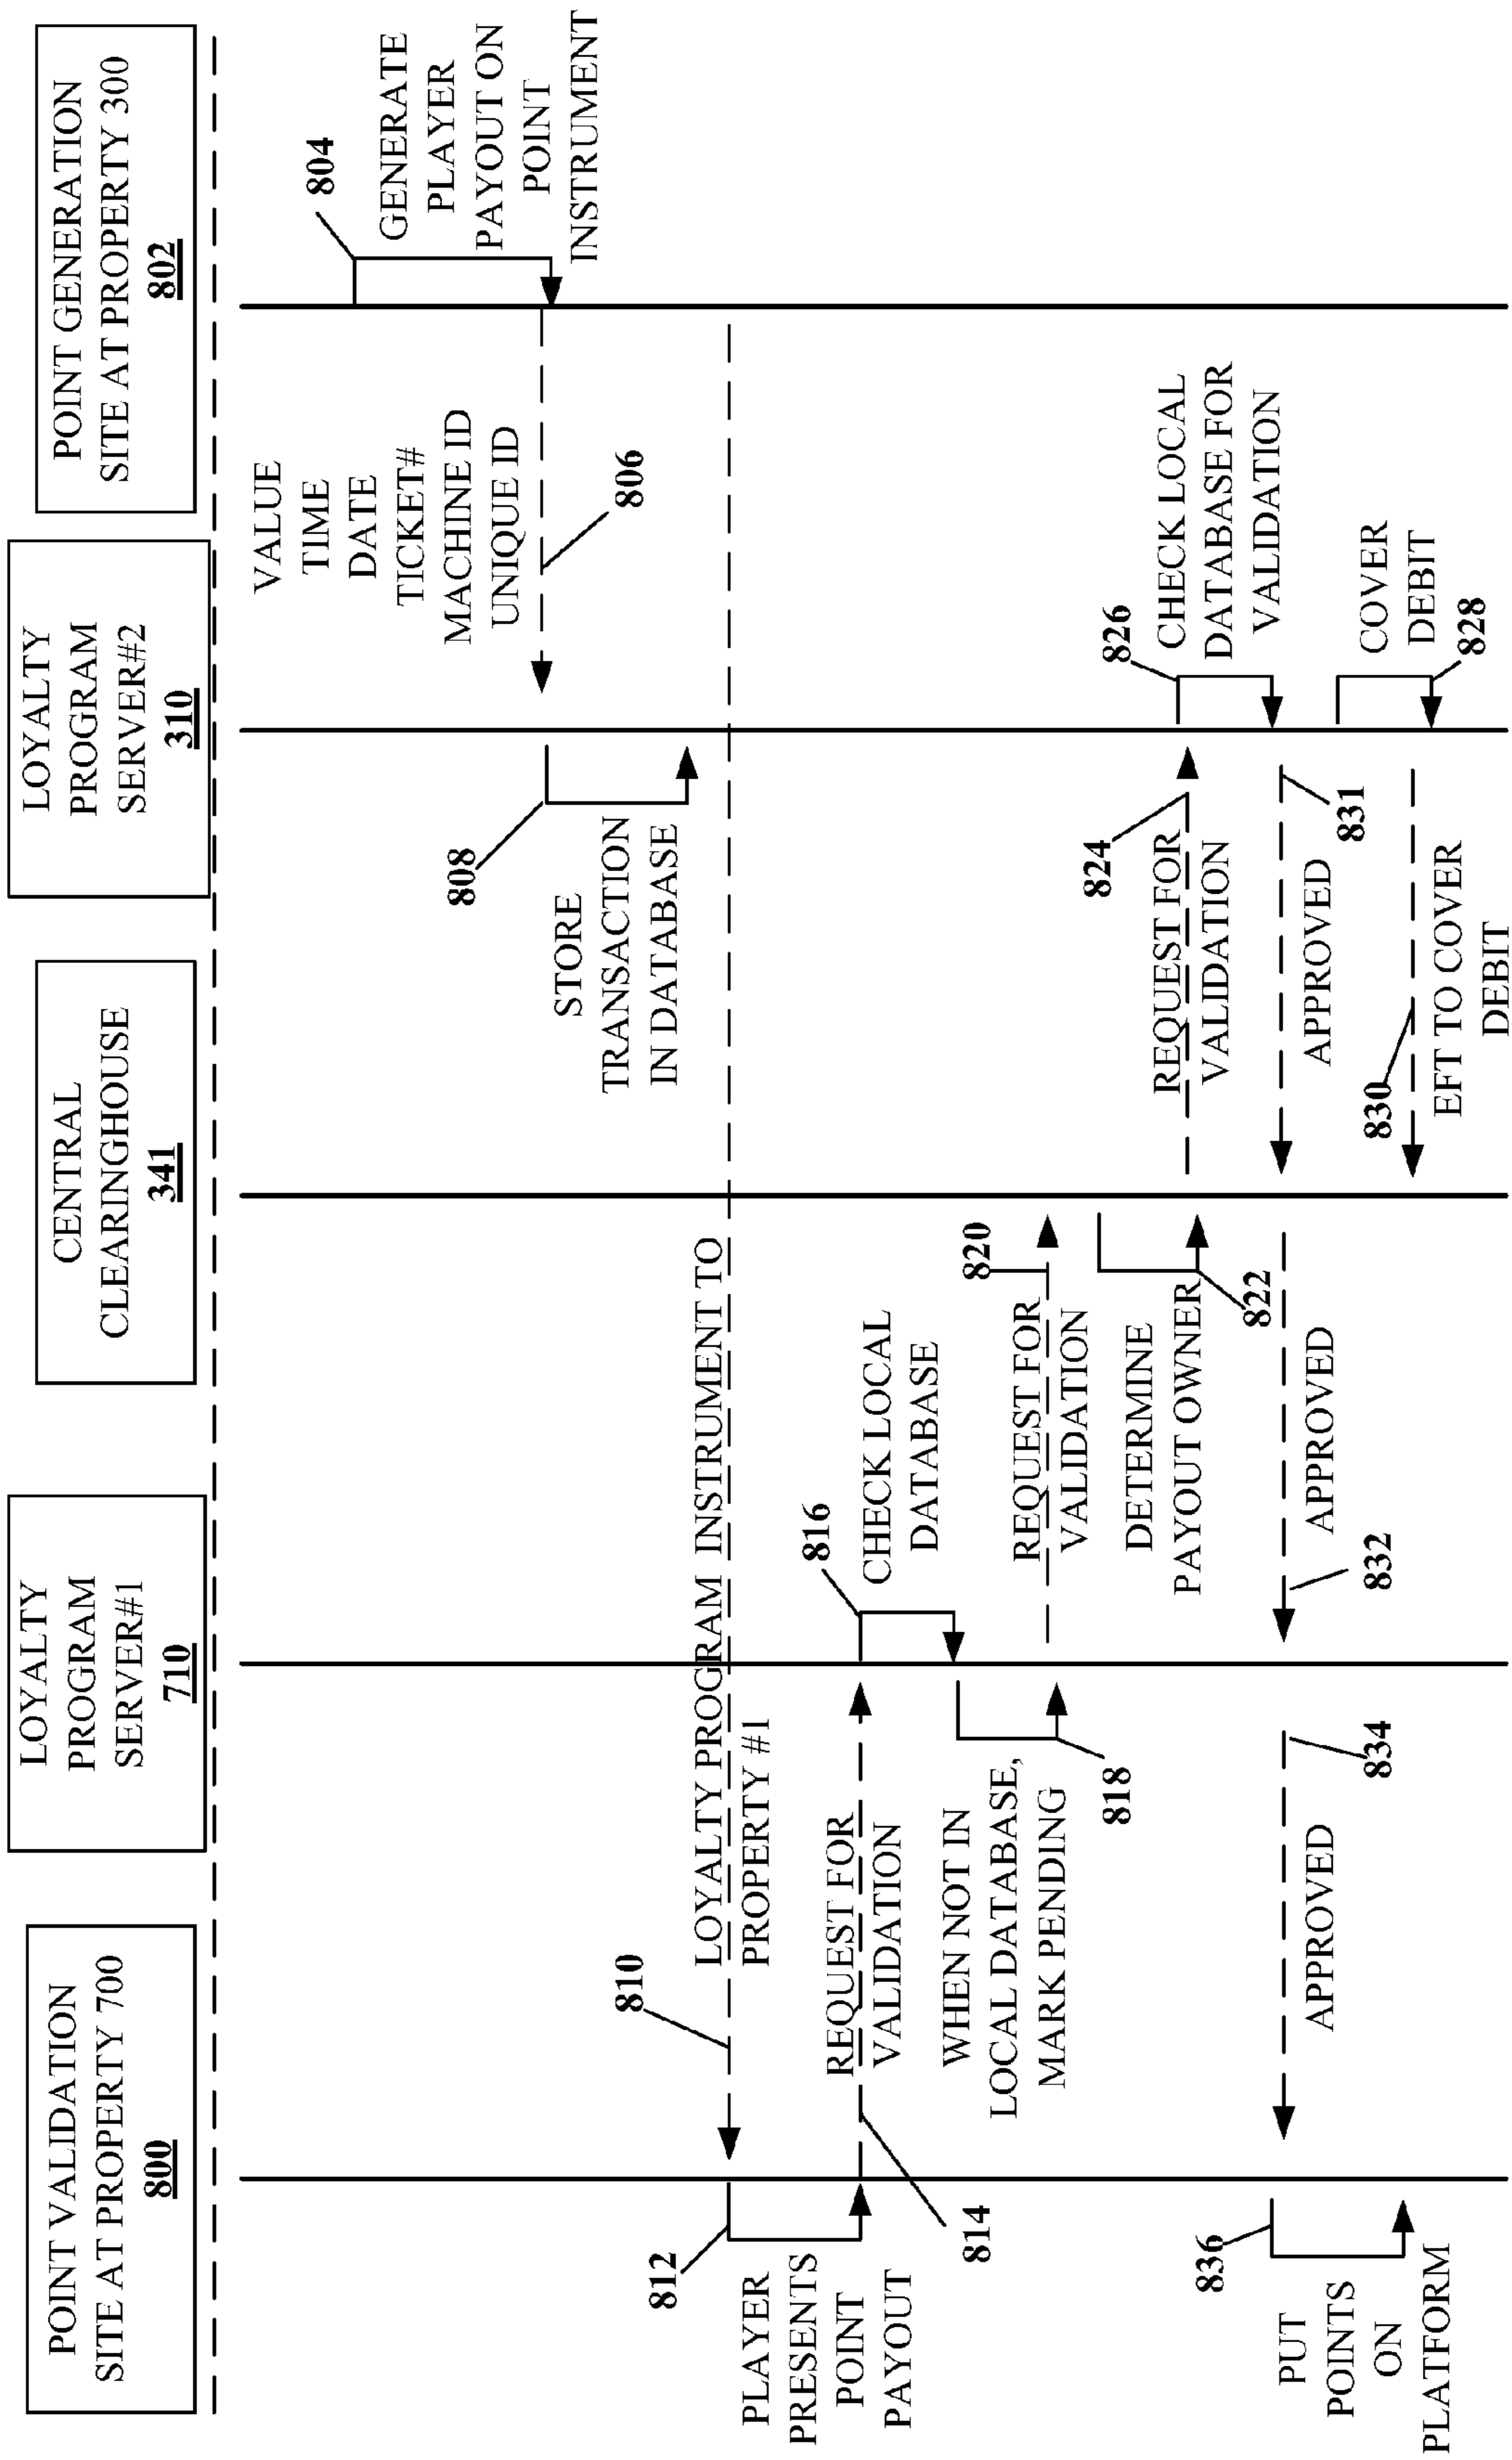 POINT VALIDATION
SITE AT PROPERTY 700
800
LOYALTY
PROGRAM
SERVER#1
710
CENTRAL
CLEARINGHOUSE
341
LOYALTY
PROGRAM
SERVER#2
310
POINT GENERATION
SITE AT PROPERTY 300
802
804
GENERATE
PLAYER
PAYOUT ON
POINT
INSTRUMENT
VALUE
TIME
DATE
TICKET#
MACHINE ID
UNIQUE ID
806
808
STORE
TRANSACTION
IN DATABASE
810
LOYALTY PROGRAM INSTRUMENT TO
PROPERTY #1
812
PLAYER
PRESENTS
POINT
PAYOUT
814
REQUEST FOR
VALIDATION
816
CHECK LOCAL
DATABASE
WHEN NOT IN
LOCAL DATABASE,
MARK PENDING
818
820
REQUEST FOR
VALIDATION
DETERMINE
PAYOUT OWNER
822
824
REQUEST FOR
VALIDATION
826
CHECK LOCAL
DATABASE FOR
VALIDATION
APPROVED
831
COVER
DEBIT
828
830
EFT TO COVER
DEBIT
APPROVED
832
APPROVED
834
836
PUT
POINTS
ON
PLATFORM